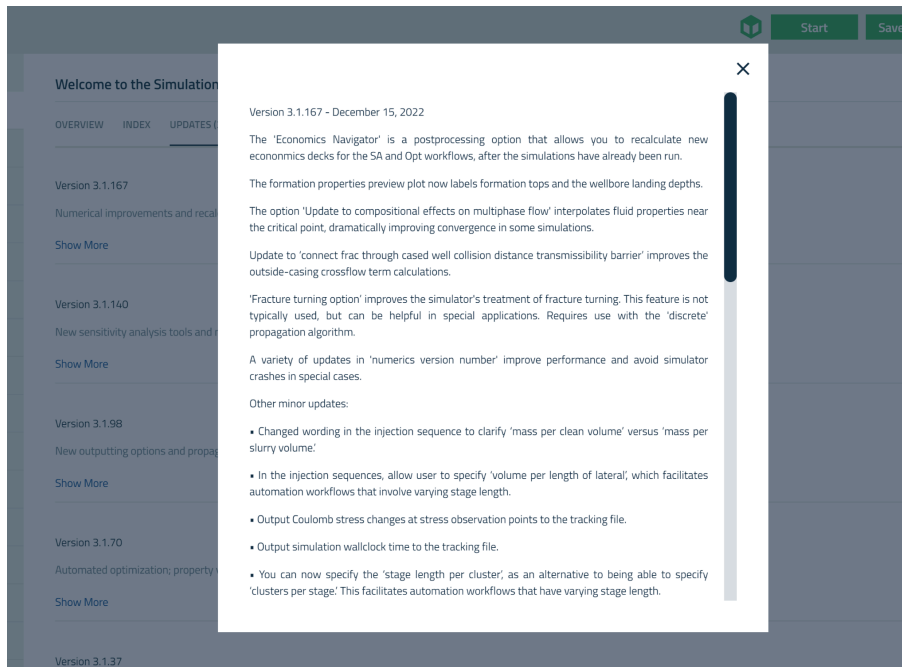 Start
Save
Welcome to the Simulation
OVERVIEW INDEX UPDATES (
Version 3.1.167
Numerical improvements and recal
Show More
Version 3.1.140
New sensitivity analysis tools and
Show More
Version 3.1.98
New outputting options and propag
Show More
Version 3.1.70
Automated optimization; property
Show More
Version 3.1.37
Version 3.1.167 - December 15, 2022
The 'Economics Navigator' is a postprocessing option that allows you to recalculate new
econonmics decks for the SA and Opt workflows, after the simulations have already been run.
The formation properties preview plot now labels formation tops and the wellbore landing depths.
The option 'Update to compositional effects on multiphase flow' interpolates fluid properties near
the critical point, dramatically improving convergence in some simulations.
Update to 'connect frac through cased well collision distance transmissibility barrier' improves the
outside-casing crossflow term calculations.
'Fracture turning option' improves the simulator's treatment of fracture turning. This feature is not
typically used, but can be helpful in special applications. Requires use with the 'discrete'
propagation algorithm.
A variety of updates in 'numerics version number' improve performance and avoid simulator
crashes in special cases.
Other minor updates:
▪ Changed wording in the injection sequence to clarify 'mass per clean volume' versus 'mass per
slurry volume.'
▪ In the injection sequences, allow user to specify 'volume per length of lateral', which facilitates
automation workflows that involve varying stage length.
▪ Output Coulomb stress changes at stress observation points to the tracking file.
▪ Output simulation wallclock time to the tracking file.
▪ You can now specify the 'stage length per cluster', as an alternative to being able to specify
'clusters per stage.' This facilitates automation workflows that have varying stage length.